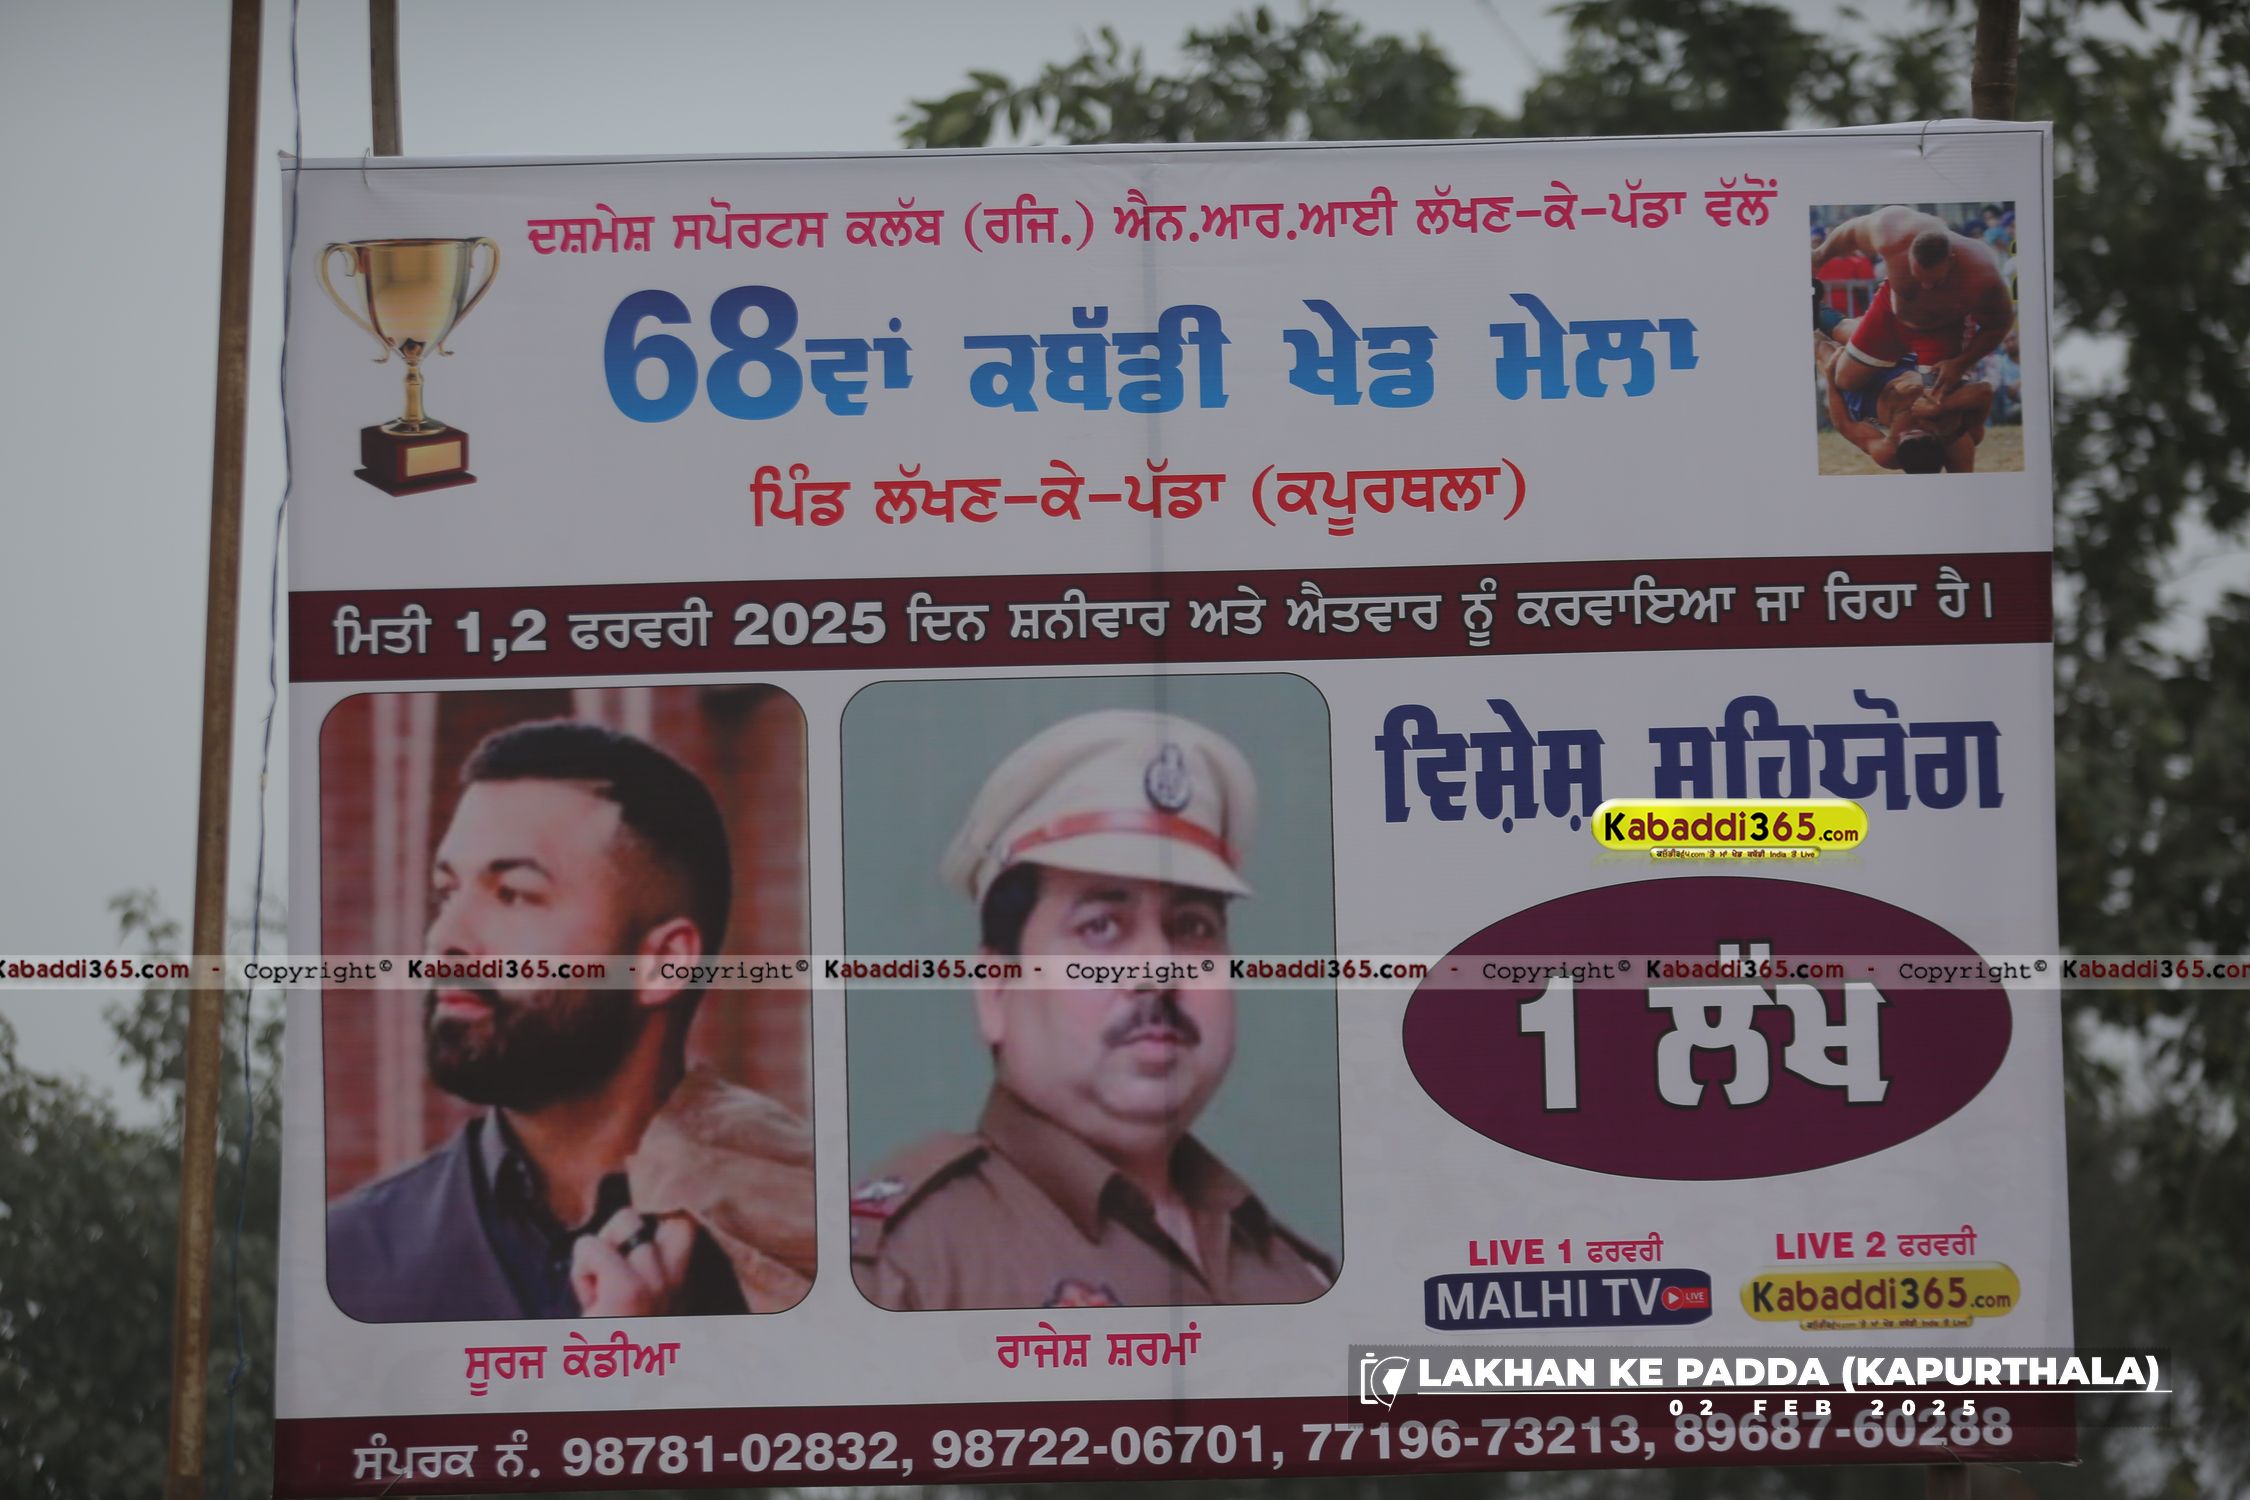 ਦਸ਼ਮੇਸ਼ ਸਪੋਰਟਸ ਕਲੱਬ (ਰਜਿ.) ਐਨ.ਆਰ.ਆਈ ਲੱਖਣ-ਕੇ-ਪੱਡਾ ਵੱਲੋਂ
68ਵਾਂ ਕਬੱਡੀ ਖੇਡ ਮੇਲਾ
ਪਿੰਡ ਲੱਖਣ-ਕੇ-ਪੱਡਾ (ਕਪੂਰਥਲਾ)
ਮਿਤੀ 1,2 ਫਰਵਰੀ 2025 ਦਿਨ ਸ਼ਨੀਵਾਰ ਅਤੇ ਐਤਵਾਰ ਨੂੰ ਕਰਵਾਇਆ ਜਾ ਰਿਹਾ ਹੈ।
ਵਿਸ਼ੇਸ਼ ਸਹਿਯੋਗ
Kabaddi365.com
Kabaddi365.com - Copyright© Kabaddi365.com - Copyright© Kabaddi365.com - Copyright© Kabaddi365.com - Copyright© Kabaddi365.com - Copyright© Kabaddi365.com
1 ਲੱਖ
LIVE 1 ਫਰਵਰੀ
MALHI TV LIVE
LIVE 2 ਫਰਵਰੀ
Kabaddi365.com
ਸੂਰਜ ਕੇਡੀਆ
ਰਾਜੇਸ਼ ਸ਼ਰਮਾਂ
LAKHAN KE PADDA (KAPURTHALA)
02 FEB 2025
ਸੰਪਰਕ ਨੰ. 98781-02832, 98722-06701, 77196-73213, 89687-60288